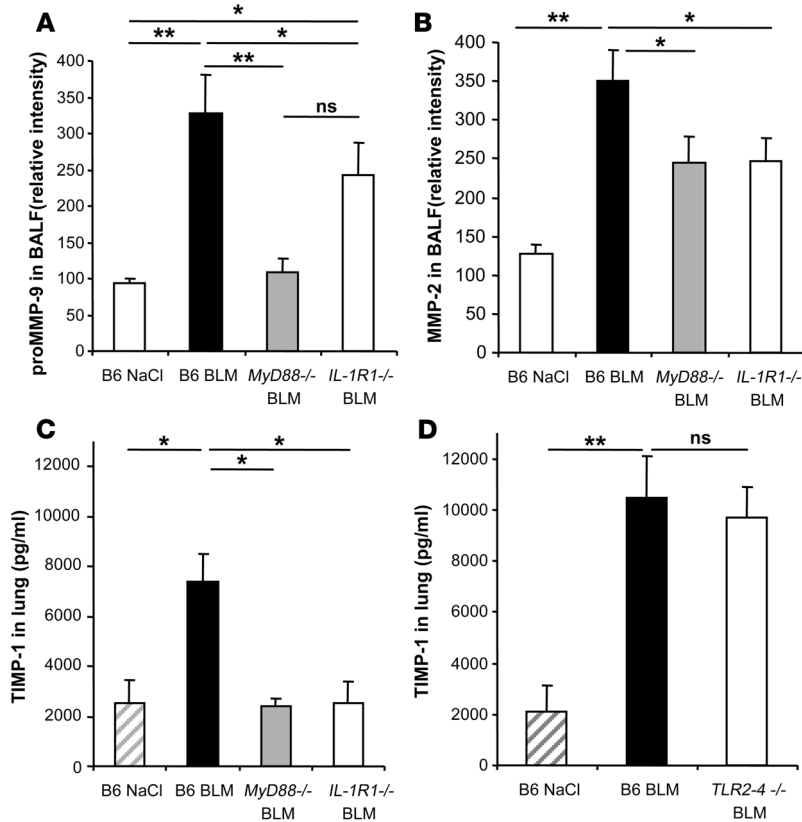 A
*
**
*
**
ns
proMMP-9 in BALF(relative intensity)
400
350
300
250
200
150
100
50
0
B6 NaCl
B6 BLM
MyD88-/-
BLM
IL-1R1-/-
BLM
B
**
*
*
MMP-2 in BALF(relative intensity)
400
350
300
250
200
150
100
50
0
B6 NaCl
B6 BLM
MyD88-/-
BLM
IL-1R1-/-
BLM
C
*
*
*
TIMP-1 in lung (pg/ml)
12000
10000
8000
6000
4000
2000
0
B6 NaCl
B6 BLM
MyD88-/-
BLM
IL-1R1-/-
BLM
D
**
ns
TIMP-1 in lung (pg/ml)
12000
10000
8000
6000
4000
2000
0
B6 NaCl
B6 BLM
TLR2-4 -/-
BLM